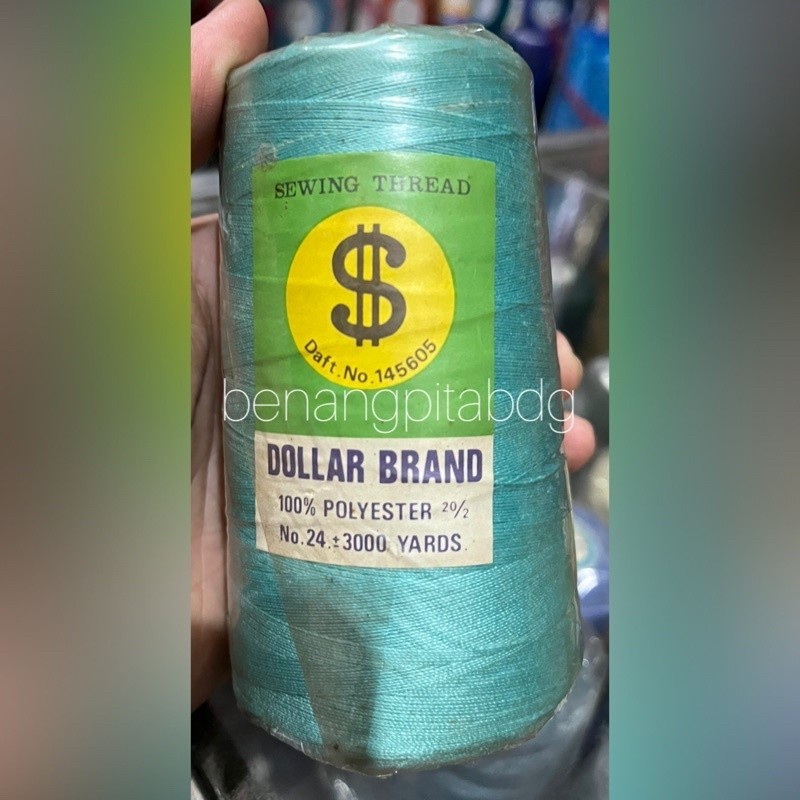 SEWING THREAD
$
Daft.No.145605
benangpitabdg
DOLLAR BRAND
100% POLYESTER 20/2
No.24.±3000 YARDS.